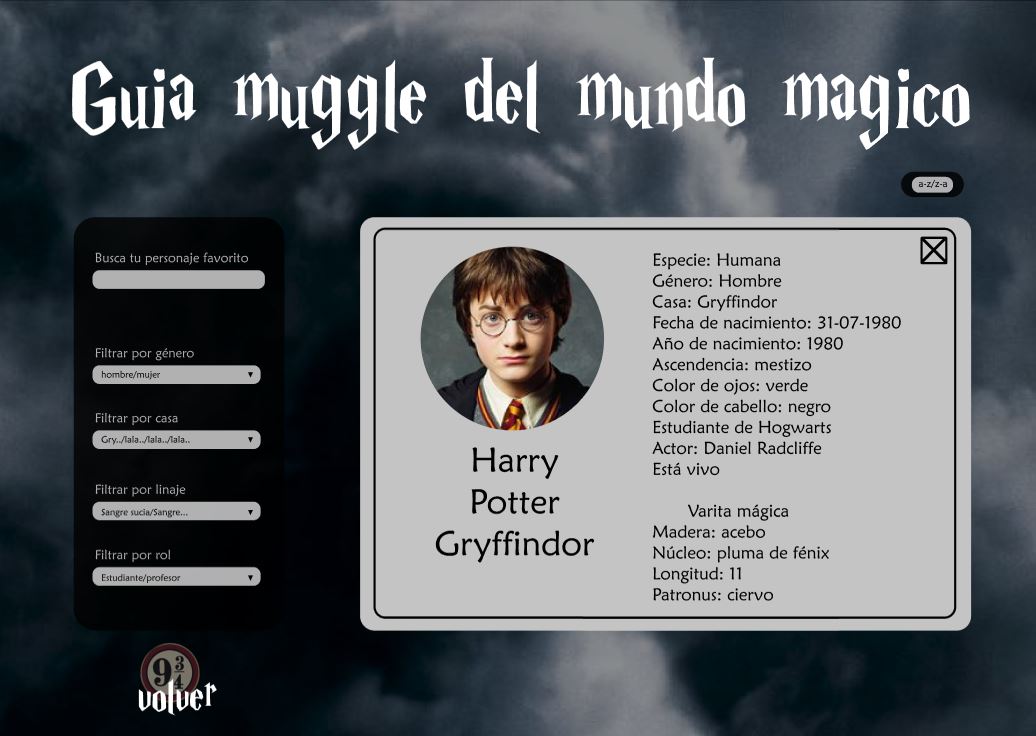 Guia muggle del mundo magico
a-z/z-a
Busca tu personaje favorito
Filtrar por género
hombre/mujer
Filtrar por casa
Gry../lala../lala../lala..
Filtrar por linaje
Sangre sucia/Sangre...
Filtrar por rol
Estudiante/profesor
9 3/4
volver
Harry
Potter
Gryffindor
Especie: Humana
Género: Hombre
Casa: Gryffindor
Fecha de nacimiento: 31-07-1980
Año de nacimiento: 1980
Ascendencia: mestizo
Color de ojos: verde
Color de cabello: negro
Estudiante de Hogwarts
Actor: Daniel Radcliffe
Está vivo
Varita mágica
Madera: acebo
Núcleo: pluma de fénix
Longitud: 11
Patronus: ciervo